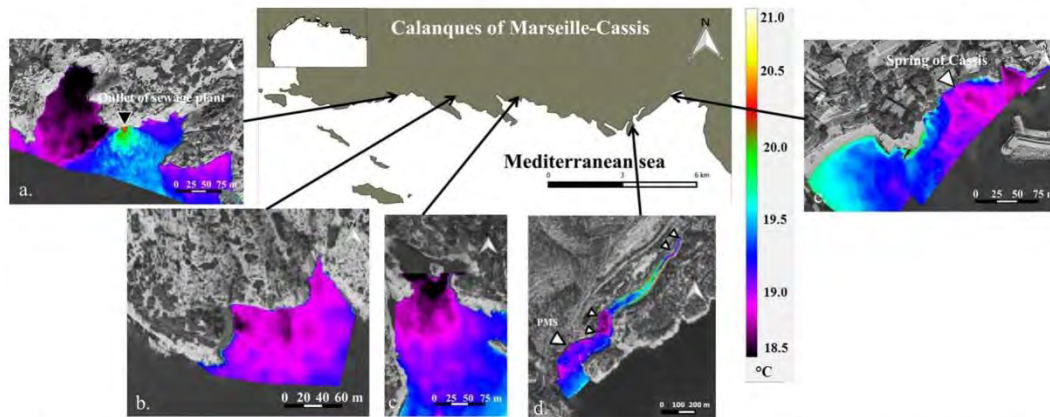 Calanques of Marseille-Cassis
N
Outlet of sewage plant
0 25 50 75 m
a.
Mediterranean sea
0 3 6 km
Spring of Cassis
0 25 50 75 m
e.
21.0
20.5
20.0
19.5
19.0
18.5
°C
0 20 40 60 m
b.
0 25 50 75 m
c.
PMS
0 100 200 m
d.